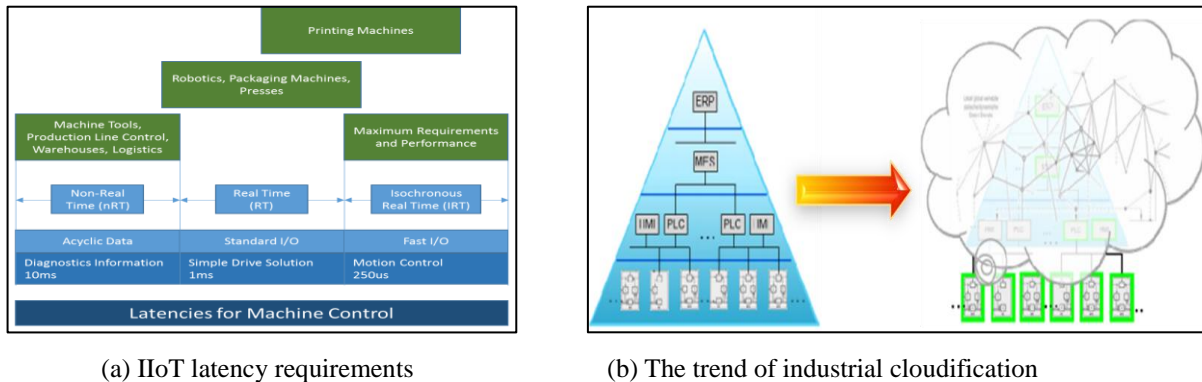 Printing Machines
Robotics, Packaging Machines,
Presses
Machine Tools,
Production Line Control,
Warehouses, Logistics
Maximum Requirements
and Performance
Non-Real
Time (nRT)
Real Time
(RT)
Isochronous
Real Time (IRT)
Acyclic Data
Standard I/O
Fast I/O
Diagnostics Information
10ms
Simple Drive Solution
1ms
Motion Control
250us
Latencies for Machine Control
ERP
MES
PLC
...
PLC
PLC
(a) IIoT latency requirements
(b) The trend of industrial cloudification